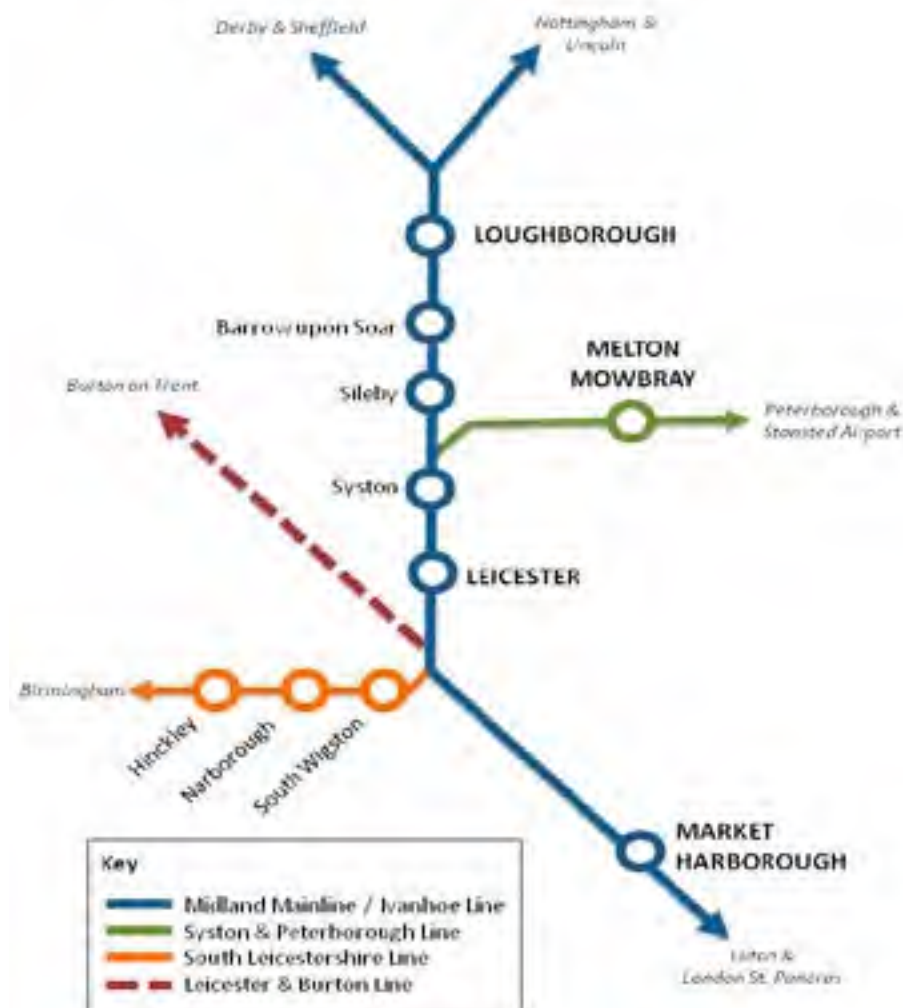 Derby & Sheffield
Nottingham &
Lincoln
LOUGHBOROUGH
Barrow upon Soar
MELTON
MOWBRAY
Burton on Trent
Sileby
Peterborough &
Stansted Airport
Syston
LEICESTER
Birmingham
Hinckley
Narborough
South Wigston
MARKET
HARBOROUGH
Key
Midland Mainline / Ivanhoe Line
Syston & Peterborough Line
South Leicestershire Line
Leicester & Burton Line
Luton &
London St. Pancras